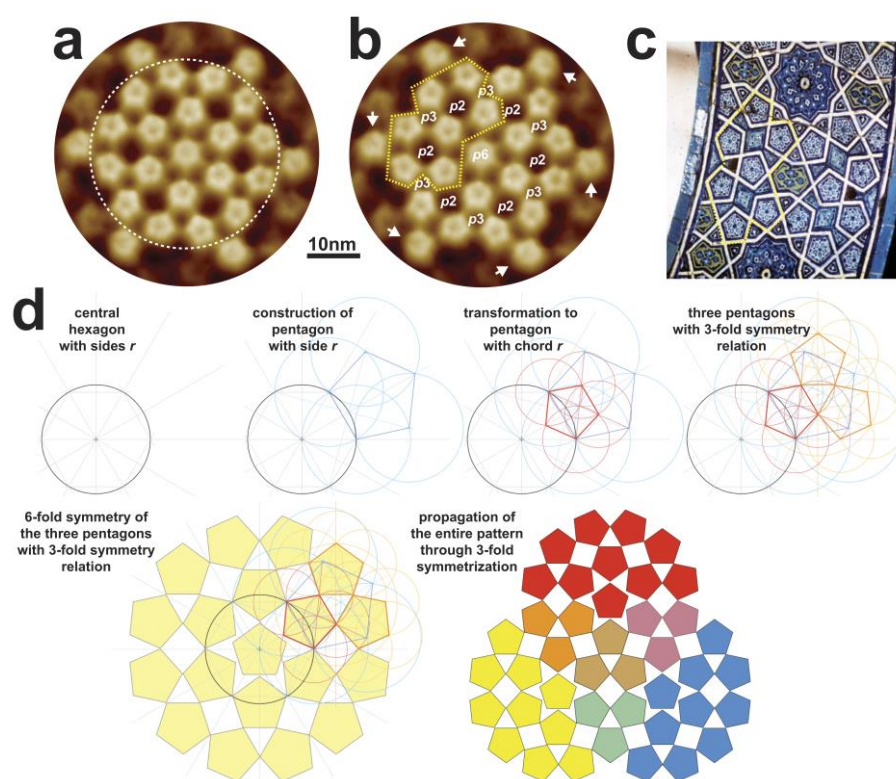 a
b
c
10nm
p3
p2
p3
p2
p3
p2
p6
p2
p3
p3
p2
p2
p3
d
central
hexagon
with sides r
construction of
pentagon
with side r
transformation to
pentagon
with chord r
three pentagons
with 3-fold symmetry
relation
6-fold symmetry of
the three pentagons
with 3-fold symmetry
relation
propagation of
the entire pattern
through 3-fold
symmetrization